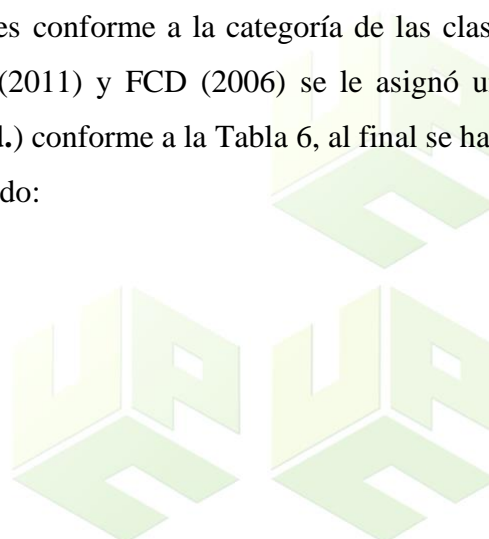 es conforme a la categoría de las clas
(2011) y FCD (2006) se le asignó u
l.) conforme a la Tabla 6, al final se ha
do: